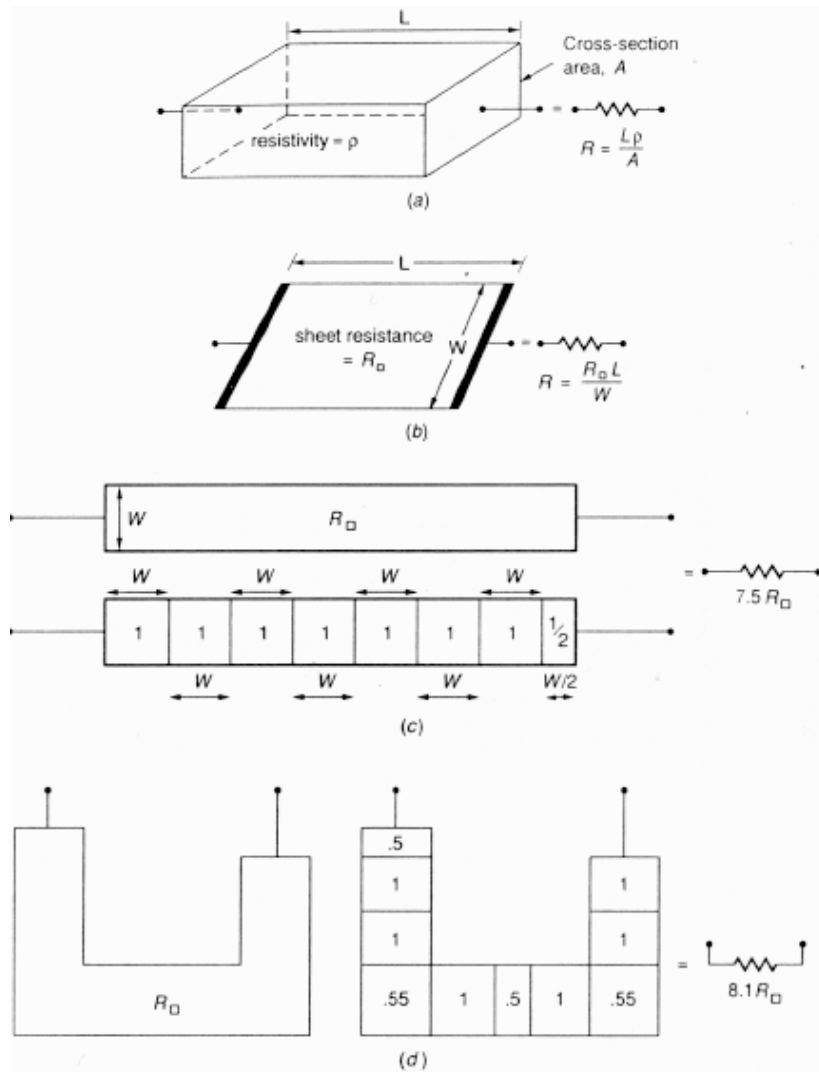 L
Cross-section
area, A
resistivity = ρ
=
R = Lρ/A
(a)
L
sheet resistance
= R□
W
=
R = R□ L/W
(b)
W
R□
W W W W
1 1 1 1 1 1 1 1/2
W W W W/2
=
7.5 R□
(c)
.5
1 1
1 1
R□
.55 1 .5 1 .55
=
8.1 R□
(d)